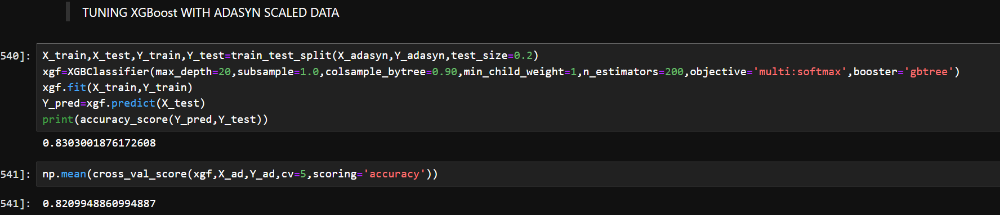 TUNING XGBoost WITH ADASYN SCALED DATA
540]:
X_train,X_test,Y_train,Y_test=train_test_split(X_adasyn,Y_adasyn,test_size=0.2)
xgf=XGBClassifier(max_depth=20,subsample=1.0,colsample_bytree=0.90,min_child_weight=1,n_estimators=200,objective='multi:softmax',booster='gbtree')
xgf.fit(X_train,Y_train)
Y_pred=xgf.predict(X_test)
print(accuracy_score(Y_pred,Y_test))
0.8303001876172608
541]:
np.mean(cross_val_score(xgf,X_ad,Y_ad,cv=5,scoring='accuracy'))
541]:
0.8209948860994887